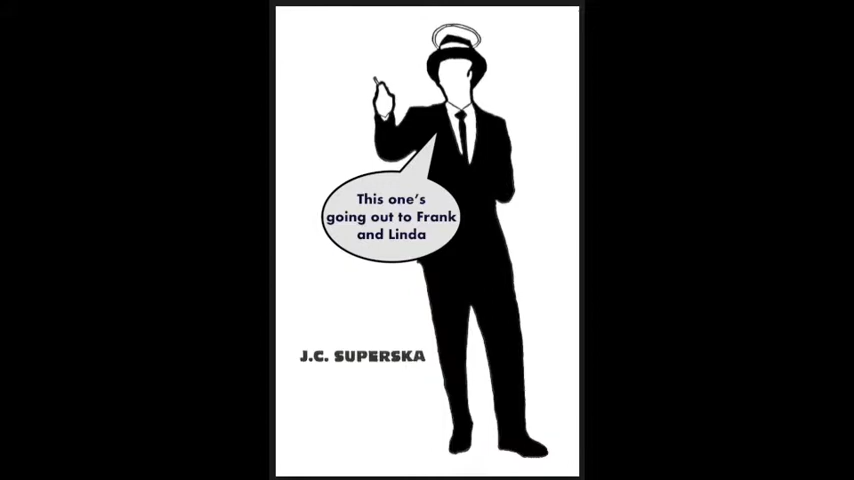 This one's
going out to Frank
and Linda
J.C. SUPERSKA